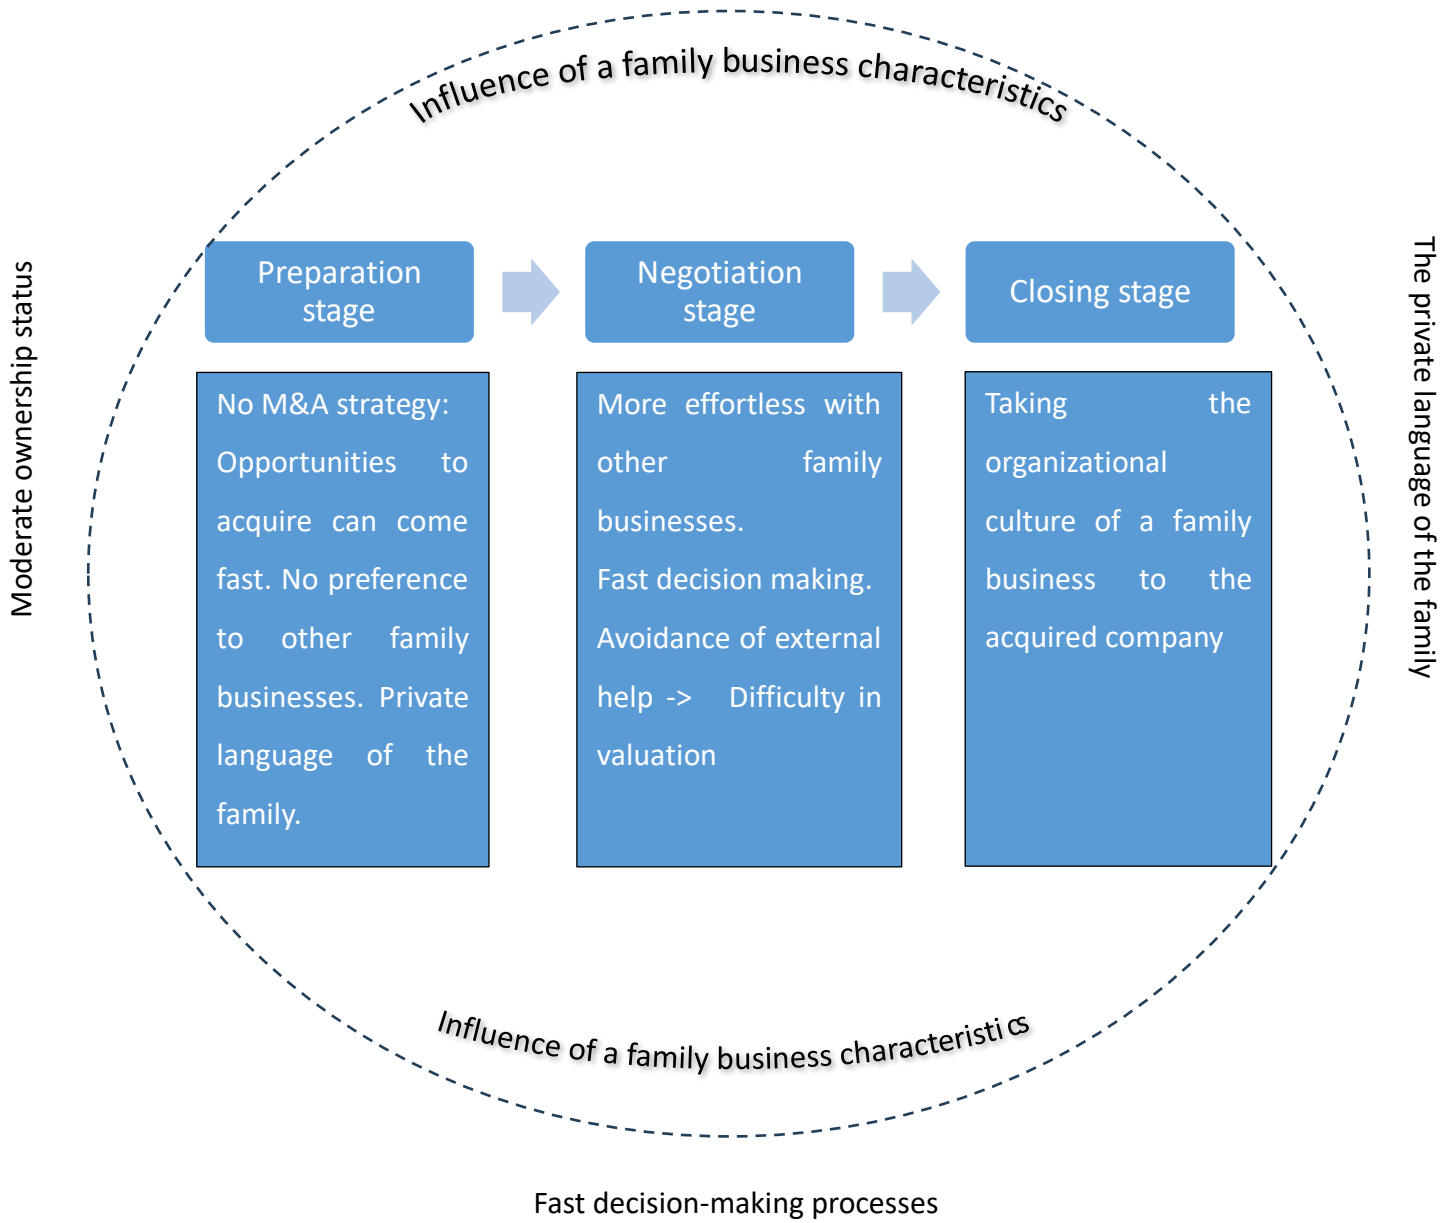 Influence of a family business characteristics
Moderate ownership status
The private language of the family
Preparation
stage
Negotiation
stage
Closing stage
No M&A strategy:
Opportunities to
acquire can come
fast. No preference
to other family
businesses. Private
language of the
family.
More effortless with
other family
businesses.
Fast decision making.
Avoidance of external
help -> Difficulty in
valuation
Taking the
organizational
culture of a family
business to the
acquired company
Influence of a family business characteristics
Fast decision-making processes